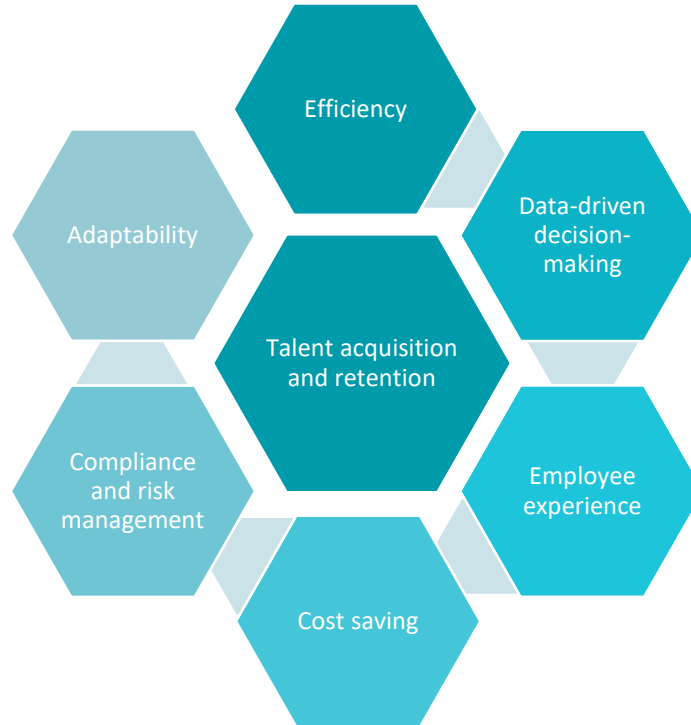 Efficiency
Data-driven
decision-
making
Adaptability
Talent acquisition
and retention
Compliance
and risk
management
Employee
experience
Cost saving